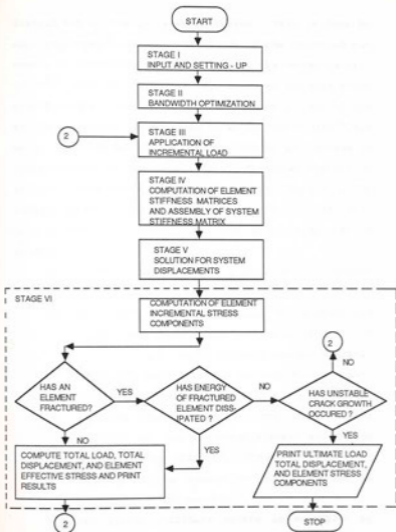 START
STAGE I
INPUT AND SETTING - UP
STAGE II
BANDWIDTH OPTIMIZATION
2
STAGE III
APPLICATION OF
INCREMENTAL LOAD
STAGE IV
COMPUTATION OF ELEMENT
STIFFNESS MATRICES
AND ASSEMBLY OF SYSTEM
STIFFNESS MATRIX
STAGE V
SOLUTION FOR SYSTEM
DISPLACEMENTS
STAGE VI
COMPUTATION OF ELEMENT
INCREMENTAL STRESS
COMPONENTS
2
NO
HAS AN
ELEMENT
FRACTURED?
YES
HAS ENERGY
OF FRACTURED
ELEMENT DISS-
IPATED ?
NO
HAS UNSTABLE
CRACK GROWTH
OCCURED ?
NO
YES
YES
COMPUTE TOTAL LOAD, TOTAL
DISPLACEMENT, AND ELEMENT
EFFECTIVE STRESS AND PRINT
RESULTS
PRINT ULTIMATE LOAD
TOTAL DISPLACEMENT,
AND ELEMENT STRESS
COMPONENTS
2
STOP